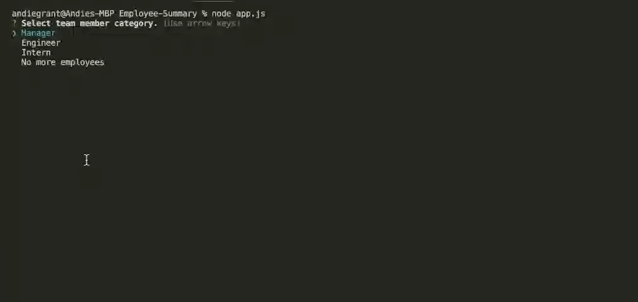 andiegrant@Andies-MBP Employee-Summary % node app.js
? Select team member category. (Use arrow keys)
❯ Manager
Engineer
Intern
No more employees